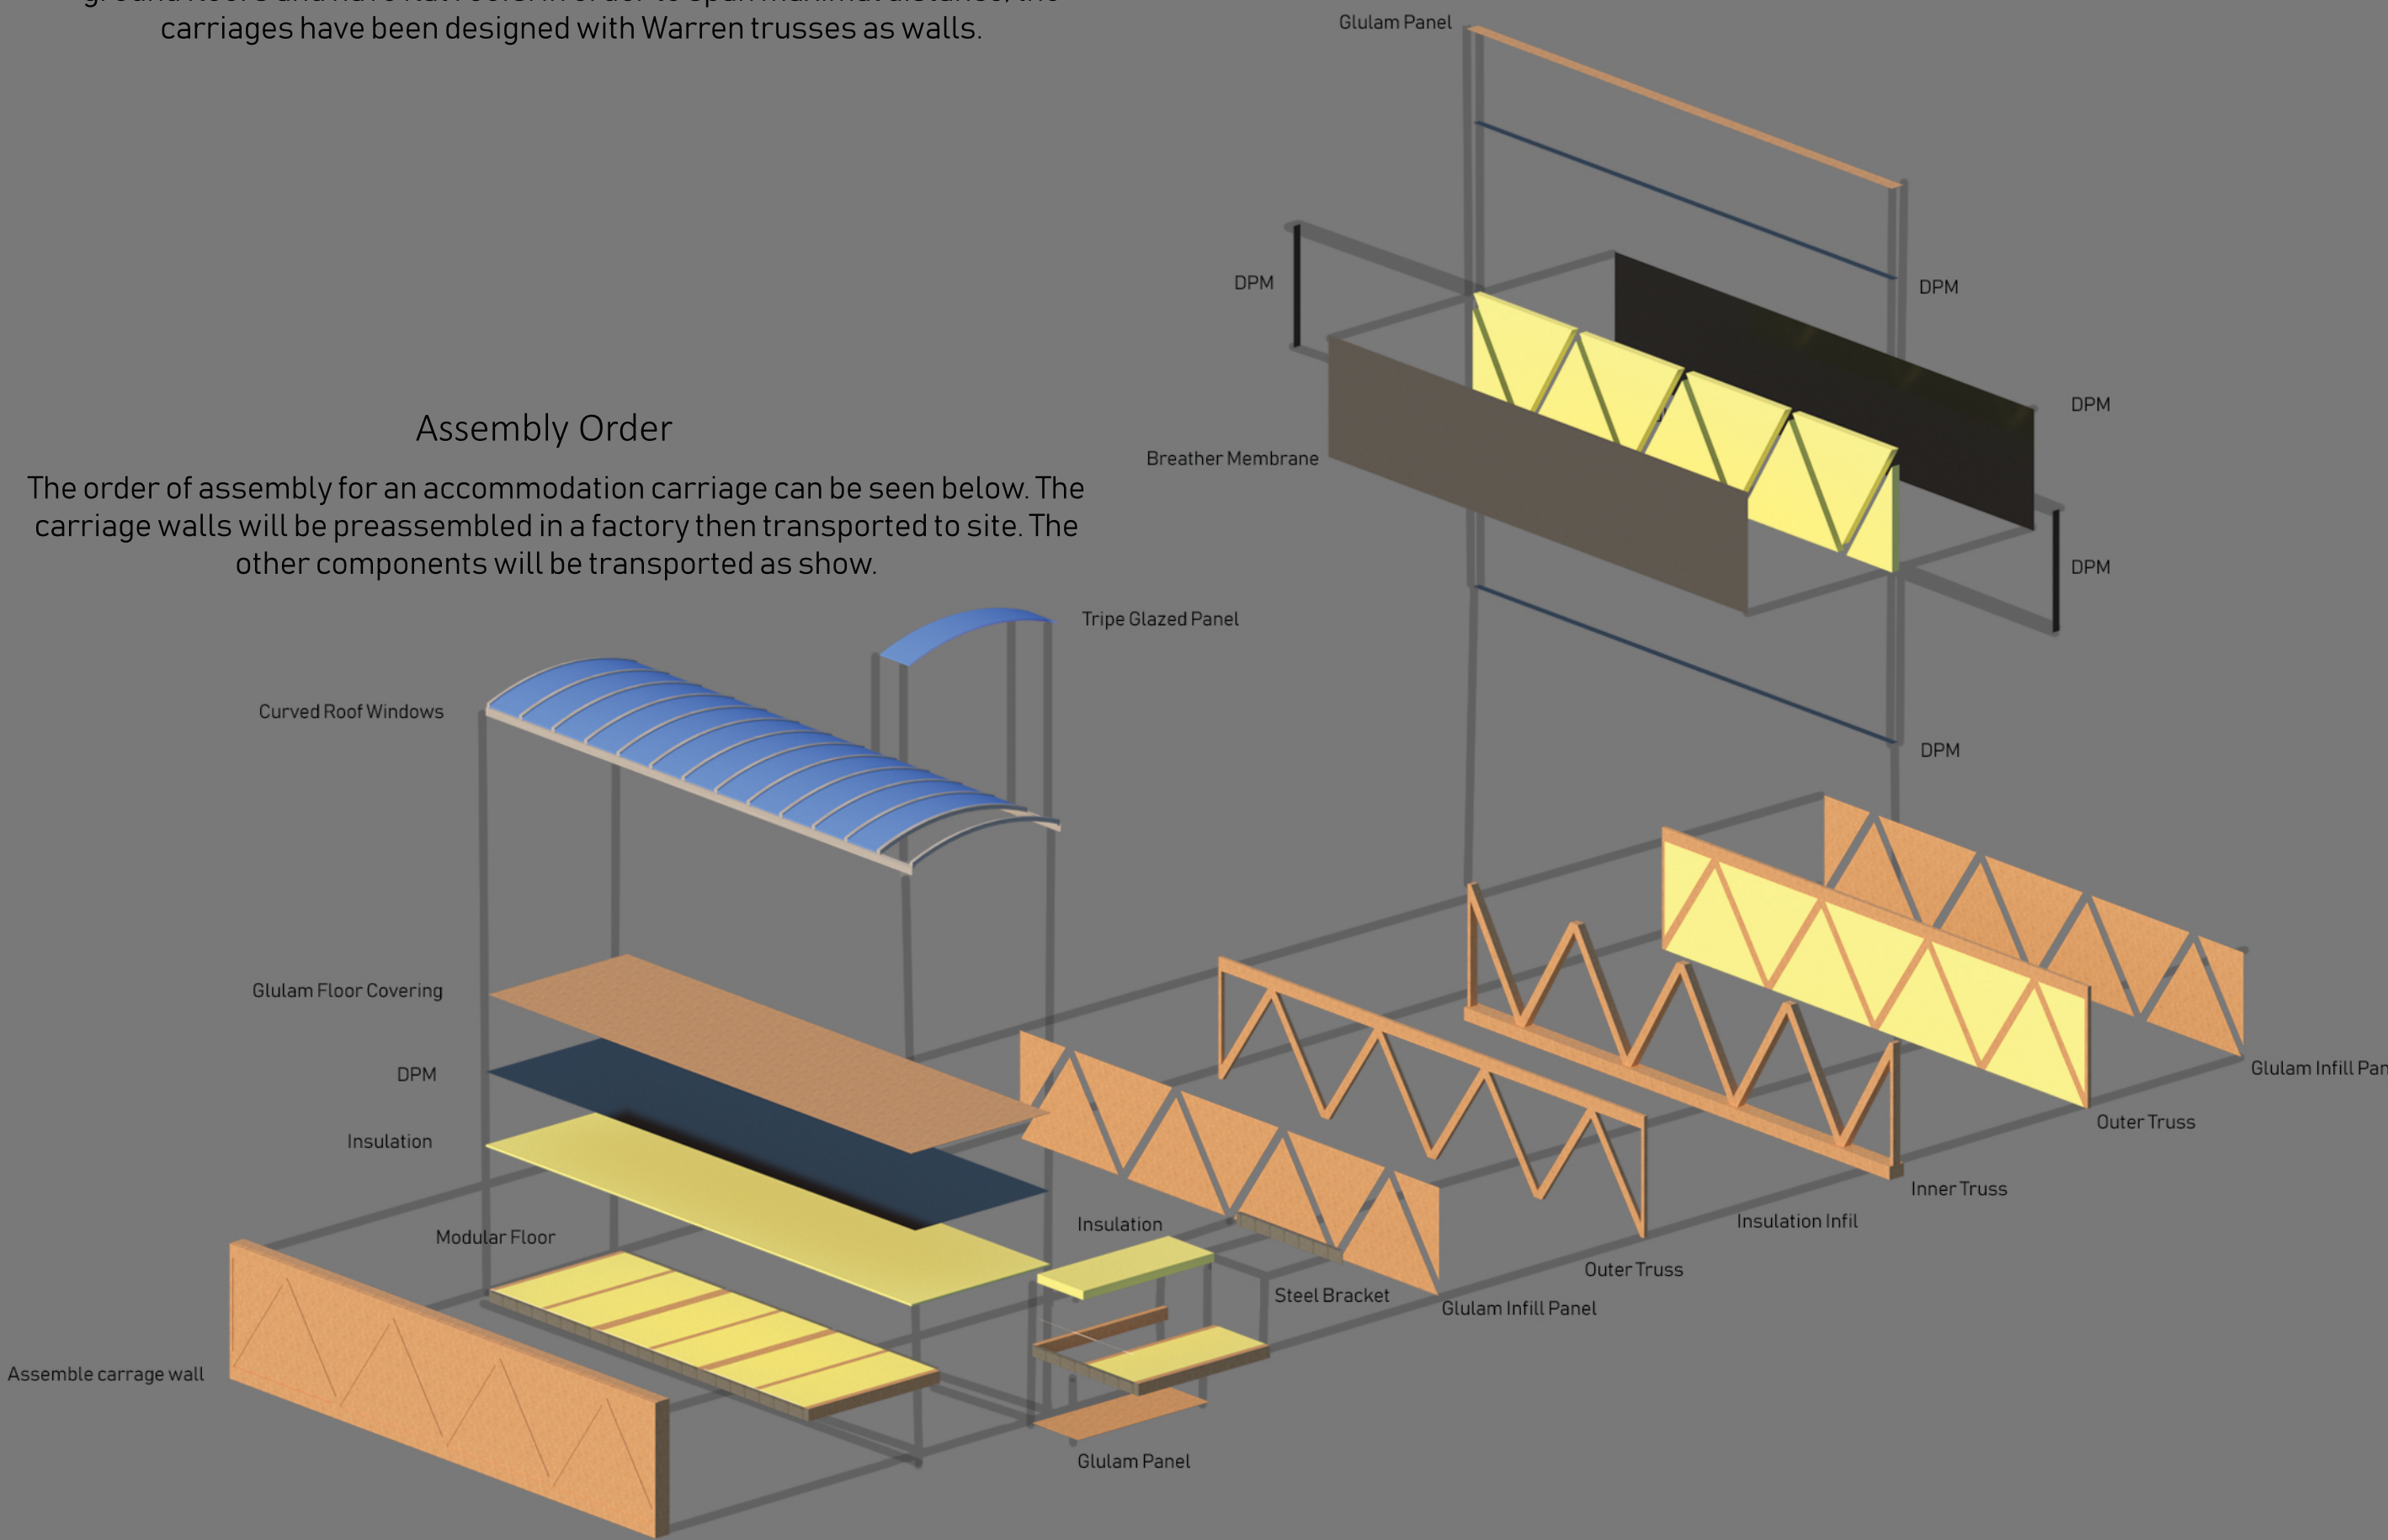 carriages have been designed with Warren trusses as walls.
Glulam Panel
DPM
DPM
DPM
Breather Membrane
DPM
DPM
Assembly Order
The order of assembly for an accommodation carriage can be seen below. The
carriage walls will be preassembled in a factory then transported to site. The
other components will be transported as show.
Tripe Glazed Panel
Curved Roof Windows
Glulam Floor Covering
DPM
Insulation
Modular Floor
Assemble carrage wall
Insulation
Steel Bracket
Glulam Panel
Glulam Infill Panel
Outer Truss
Insulation Infil
Inner Truss
Outer Truss
Glulam Infill Pan